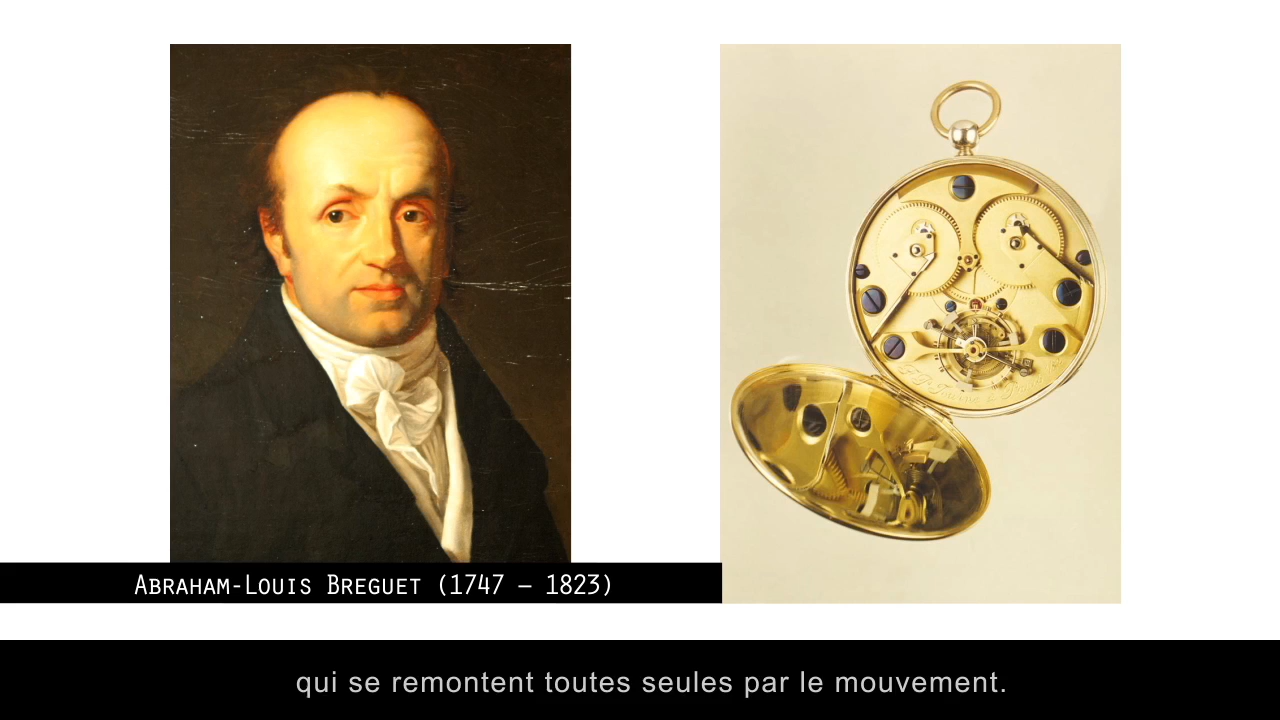 Abraham-Louis Breguet (1747 – 1823)
qui se remontent toutes seules par le mouvement.